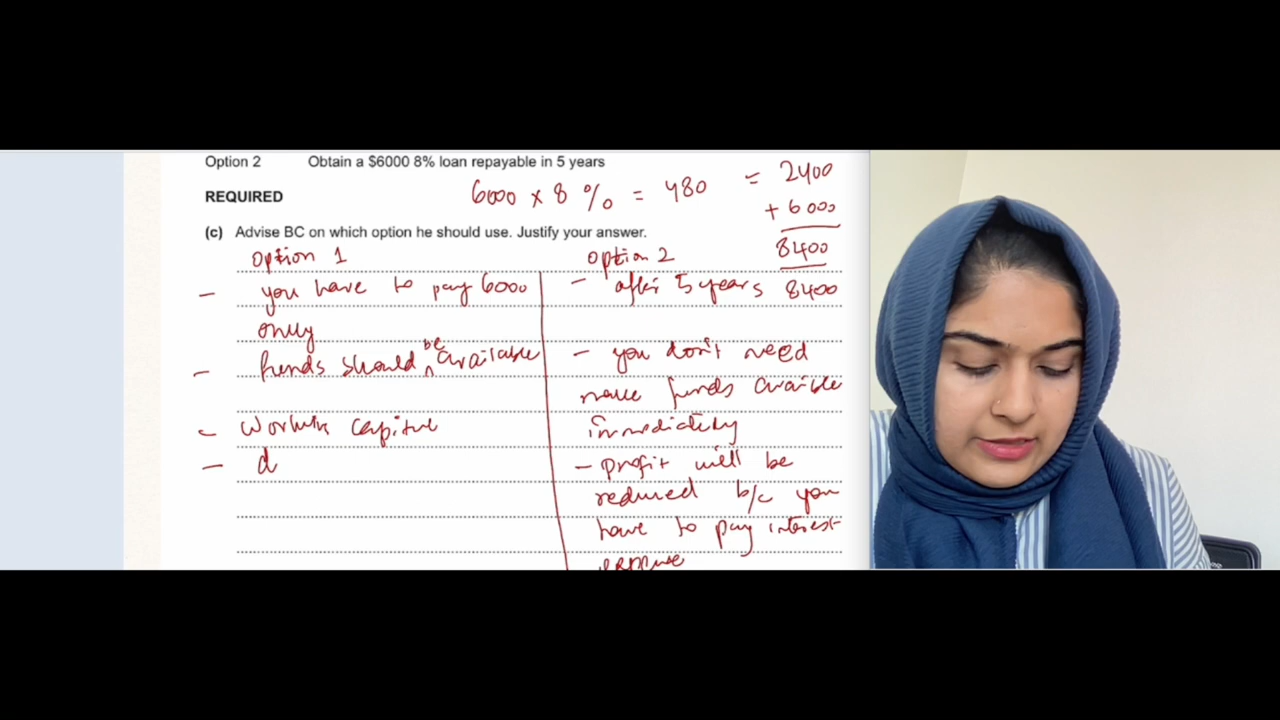 Option 2 Obtain a $6000 8% loan repayable in 5 years
REQUIRED
6000 x 8 % = 480
= 2400
+ 6000
8400
(c) Advise BC on which option he should use. Justify your answer.
option 1
- you have to pay 6000
only
- funds should be available
- 
- d
option 2
- after 5 years 8400
- you don't need
funds
immediately
- profit will be
reduced b/c you
have to pay interest
expense